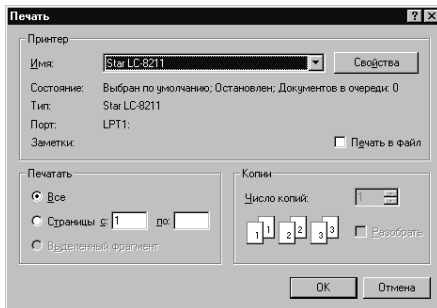 Печать
Принтер
Имя: Star LC-8211 Свойства
Состояние: Выбран по умолчанию; Остановлен; Документов в очереди: 0
Тип: Star LC-8211
Порт: LPT1:
Заметки: Печать в файл
Печатать
Все
Страницы с: 1 по:
Выделенный фрагмент
Копии
Число копий: 1
1 1 2 2 3 3
Разобрать
OK Отмена